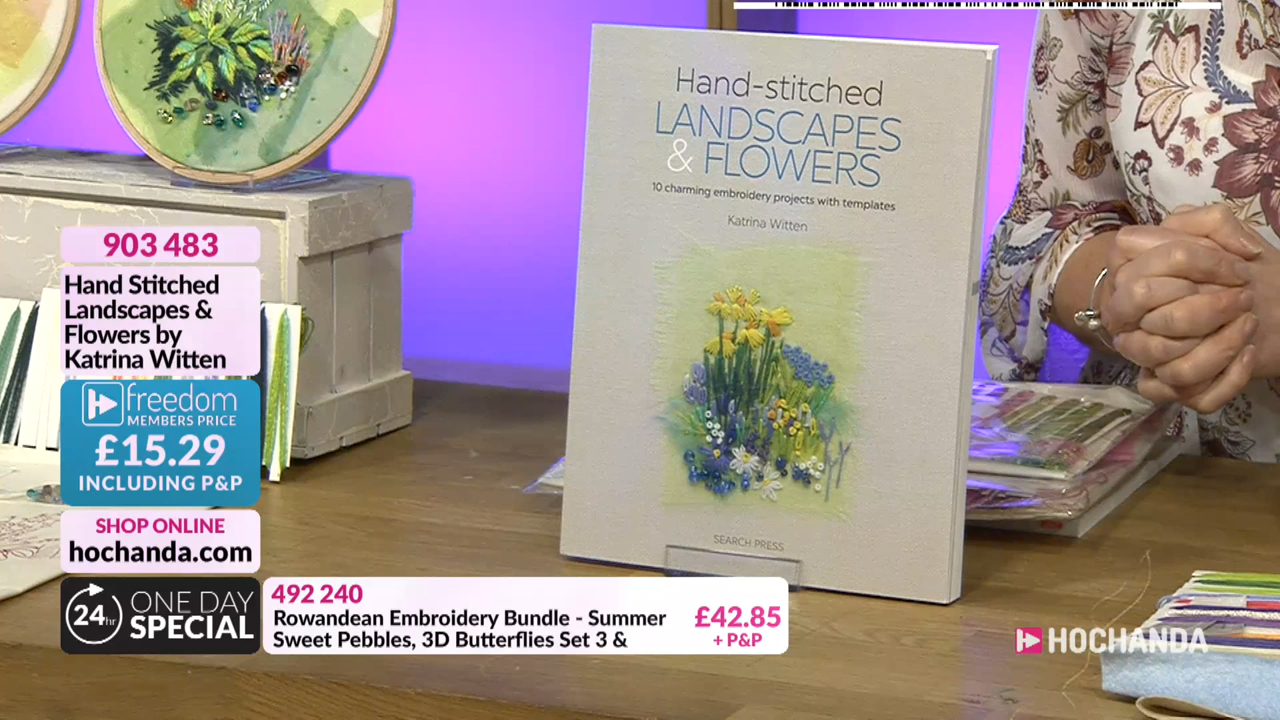 Hand-stitched
LANDSCAPES
& FLOWERS
10 charming embroidery projects with templates
Katrina Witten
SEARCH PRESS
903 483
Hand Stitched
Landscapes &
Flowers by
Katrina Witten
freedom
MEMBERS PRICE
£15.29
INCLUDING P&P
SHOP ONLINE
hochanda.com
24hr
ONE DAY
SPECIAL
492 240
Rowandean Embroidery Bundle - Summer
Sweet Pebbles, 3D Butterflies Set 3 &
£42.85
+ P&P
HOCHANDA